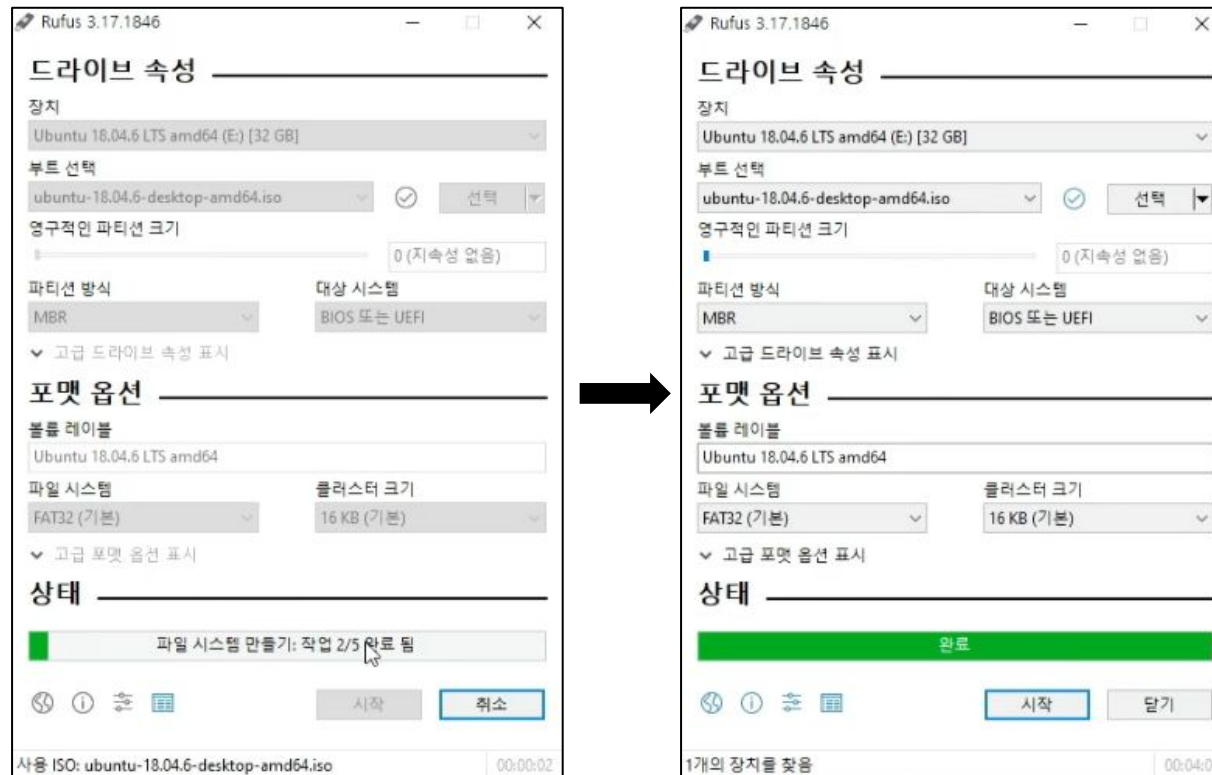 Rufus 3.17.1846
드라이브 속성
장치
Ubuntu 18.04.6 LTS amd64 (E:) [32 GB]
부트 선택
ubuntu-18.04.6-desktop-amd64.iso
선택
영구적인 파티션 크기
0 (지속성 없음)
파티션 방식
대상 시스템
MBR
BIOS 또는 UEFI
고급 드라이브 속성 표시
포맷 옵션
볼륨 레이블
Ubuntu 18.04.6 LTS amd64
파일 시스템
클러스터 크기
FAT32 (기본)
16 KB (기본)
고급 포맷 옵션 표시
상태
파일 시스템 만들기: 작업 2/5 완료 됨
시작
취소
사용 ISO: ubuntu-18.04.6-desktop-amd64.iso
00:00:02
Rufus 3.17.1846
드라이브 속성
장치
Ubuntu 18.04.6 LTS amd64 (E:) [32 GB]
부트 선택
ubuntu-18.04.6-desktop-amd64.iso
선택
영구적인 파티션 크기
0 (지속성 없음)
파티션 방식
대상 시스템
MBR
BIOS 또는 UEFI
고급 드라이브 속성 표시
포맷 옵션
볼륨 레이블
Ubuntu 18.04.6 LTS amd64
파일 시스템
클러스터 크기
FAT32 (기본)
16 KB (기본)
고급 포맷 옵션 표시
상태
완료
시작
닫기
1개의 장치를 찾음